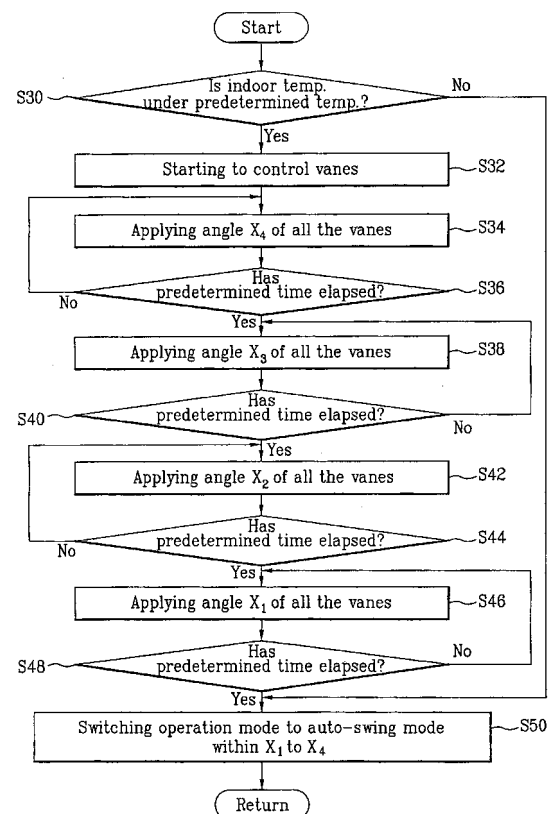 Start
Is indoor temp.
under predetermined temp.?
No
S30
Yes
Starting to control vanes
S32
Applying angle X₄ of all the vanes
S34
Has
predetermined time elapsed?
S36
No
Yes
Applying angle X₃ of all the vanes
S38
Has
predetermined time elapsed?
S40
No
Yes
Applying angle X₂ of all the vanes
S42
Has
predetermined time elapsed?
S44
No
Yes
Applying angle X₁ of all the vanes
S46
Has
predetermined time elapsed?
No
S48
Yes
Switching operation mode to auto-swing mode
within X₁ to X₄
S50
Return